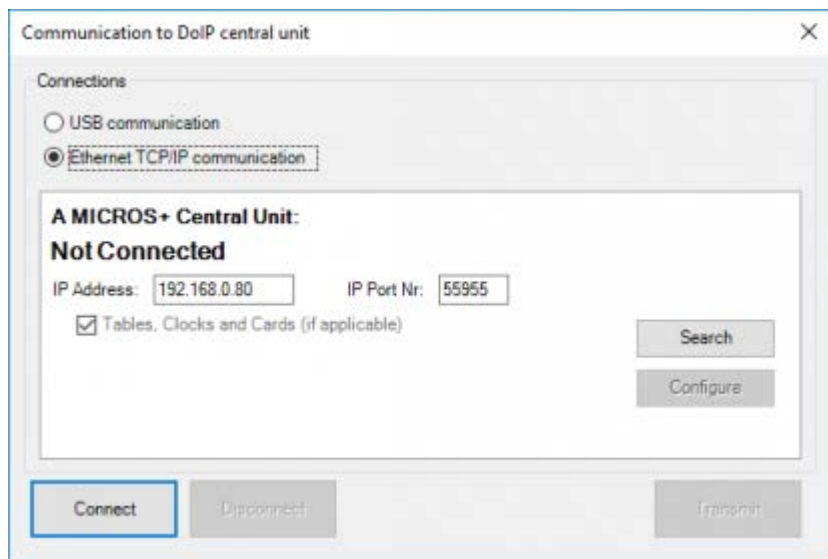 Communication to DoIP central unit
Connections
USB communication
Ethernet TCP/IP communication
A MICROS+ Central Unit:
Not Connected
IP Address: 192.168.0.80 IP Port Nr: 55955
Tables, Clocks and Cards (if applicable)
Search
Configure
Connect Disconnect Transmit